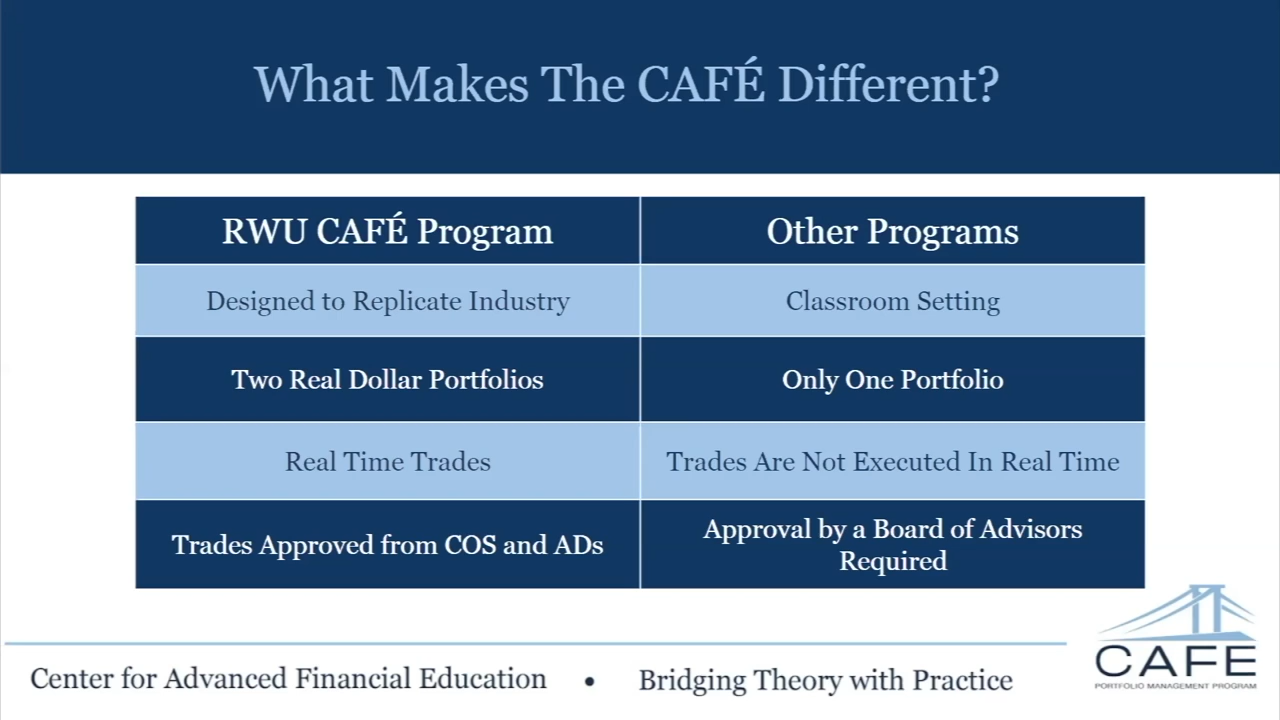 What Makes The CAFÉ Different?
RWU CAFÉ Program
Other Programs
Designed to Replicate Industry
Classroom Setting
Two Real Dollar Portfolios
Only One Portfolio
Real Time Trades
Trades Are Not Executed In Real Time
Trades Approved from COS and ADs
Approval by a Board of Advisors
Required
Center for Advanced Financial Education • Bridging Theory with Practice
CAFE
PORTFOLIO MANAGEMENT PROGRAM